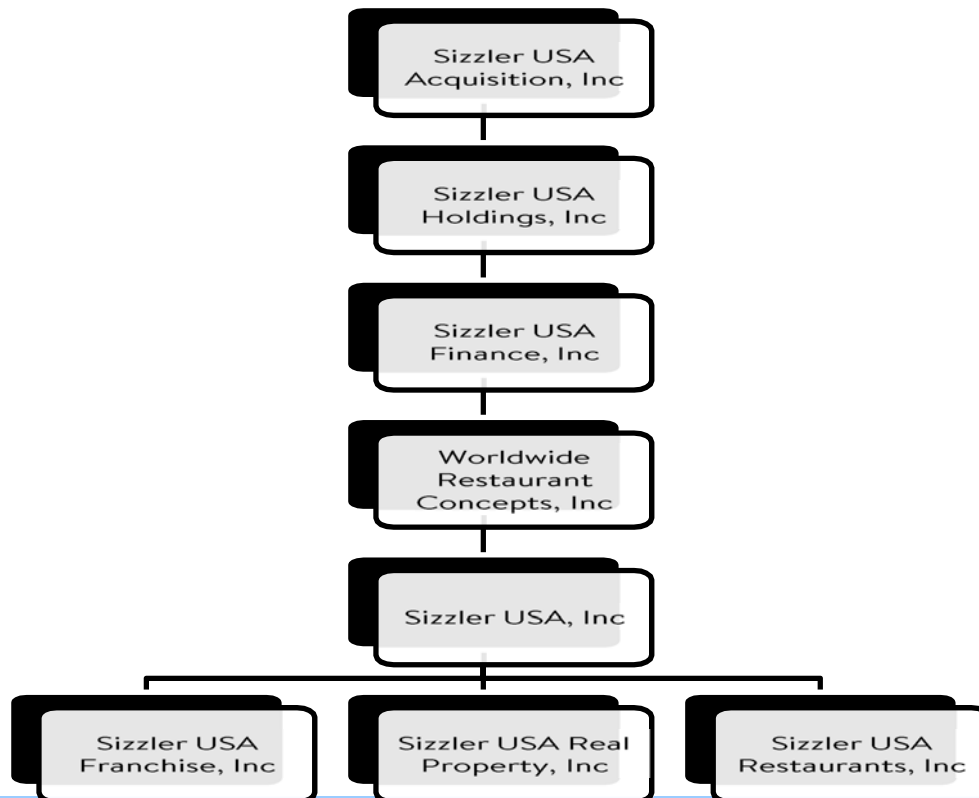 Sizzler USA
Acquisition, Inc
Sizzler USA
Holdings, Inc
Sizzler USA
Finance, Inc
Worldwide
Restaurant
Concepts, Inc
Sizzler USA, Inc
Sizzler USA
Franchise, Inc
Sizzler USA Real
Property, Inc
Sizzler USA
Restaurants, Inc